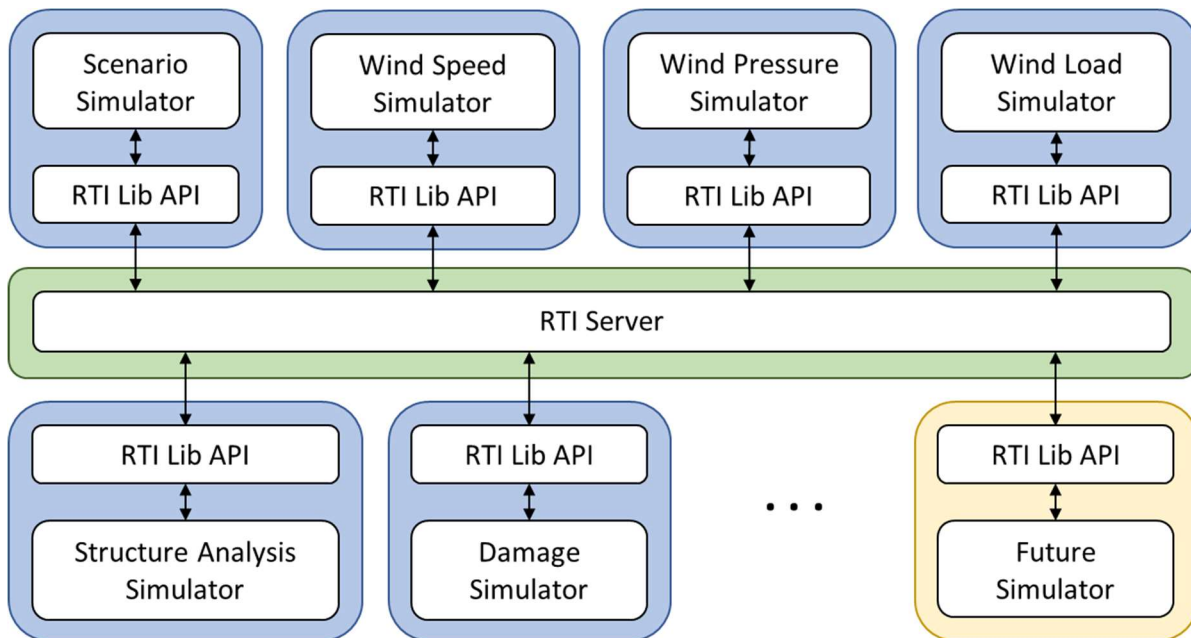 Scenario
Simulator
Wind Speed
Simulator
Wind Pressure
Simulator
Wind Load
Simulator
RTI Lib API
RTI Lib API
RTI Lib API
RTI Lib API
RTI Server
RTI Lib API
RTI Lib API
RTI Lib API
Structure Analysis
Simulator
Damage
Simulator
. . .
Future
Simulator